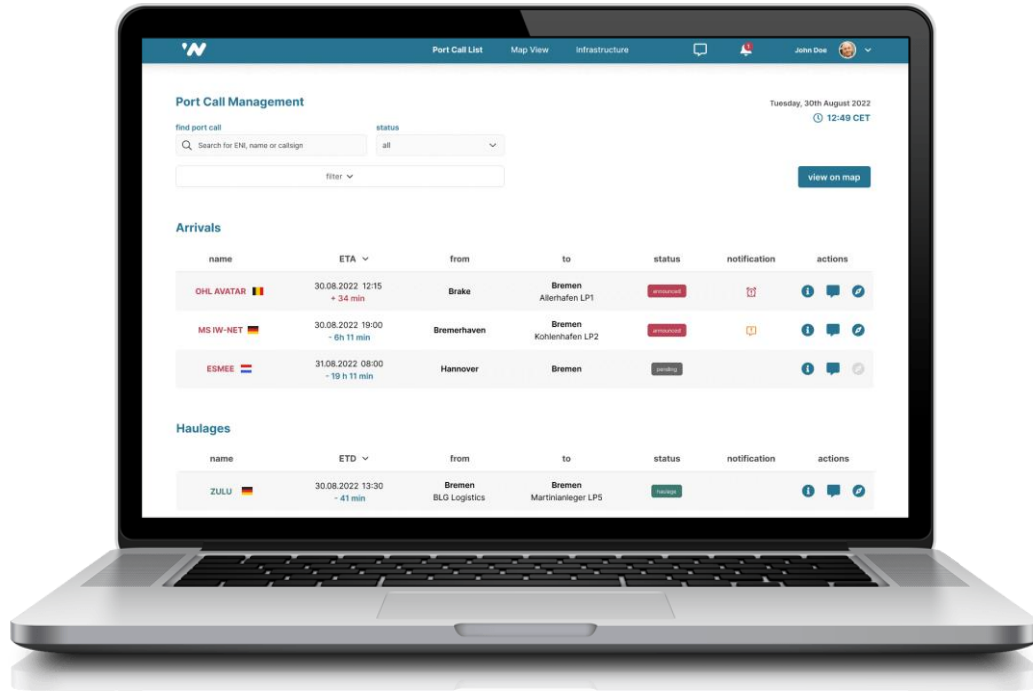 Port Call List Map View Infrastructure 1 John Doe
Port Call Management
Tuesday, 30th August 2022
12:49 CET
find port call status
Search for ENI, name or callsign all
filter
view on map
Arrivals
name ETA from to status notification actions
OHL AVATAR 30.08.2022 12:15 Brake Bremen announced
+ 34 min Allerhafen LP1
MS IW-NET 30.08.2022 19:00 Bremerhaven Bremen announced
- 6h 11 min Kohlenhafen LP2
ESMEE 31.08.2022 08:00 Hannover Bremen pending
- 19 h 11 min
Haulages
name ETD from to status notification actions
ZULU 30.08.2022 13:30 Bremen Bremen haulage
- 41 min BLG Logistics Martinianleger LP5